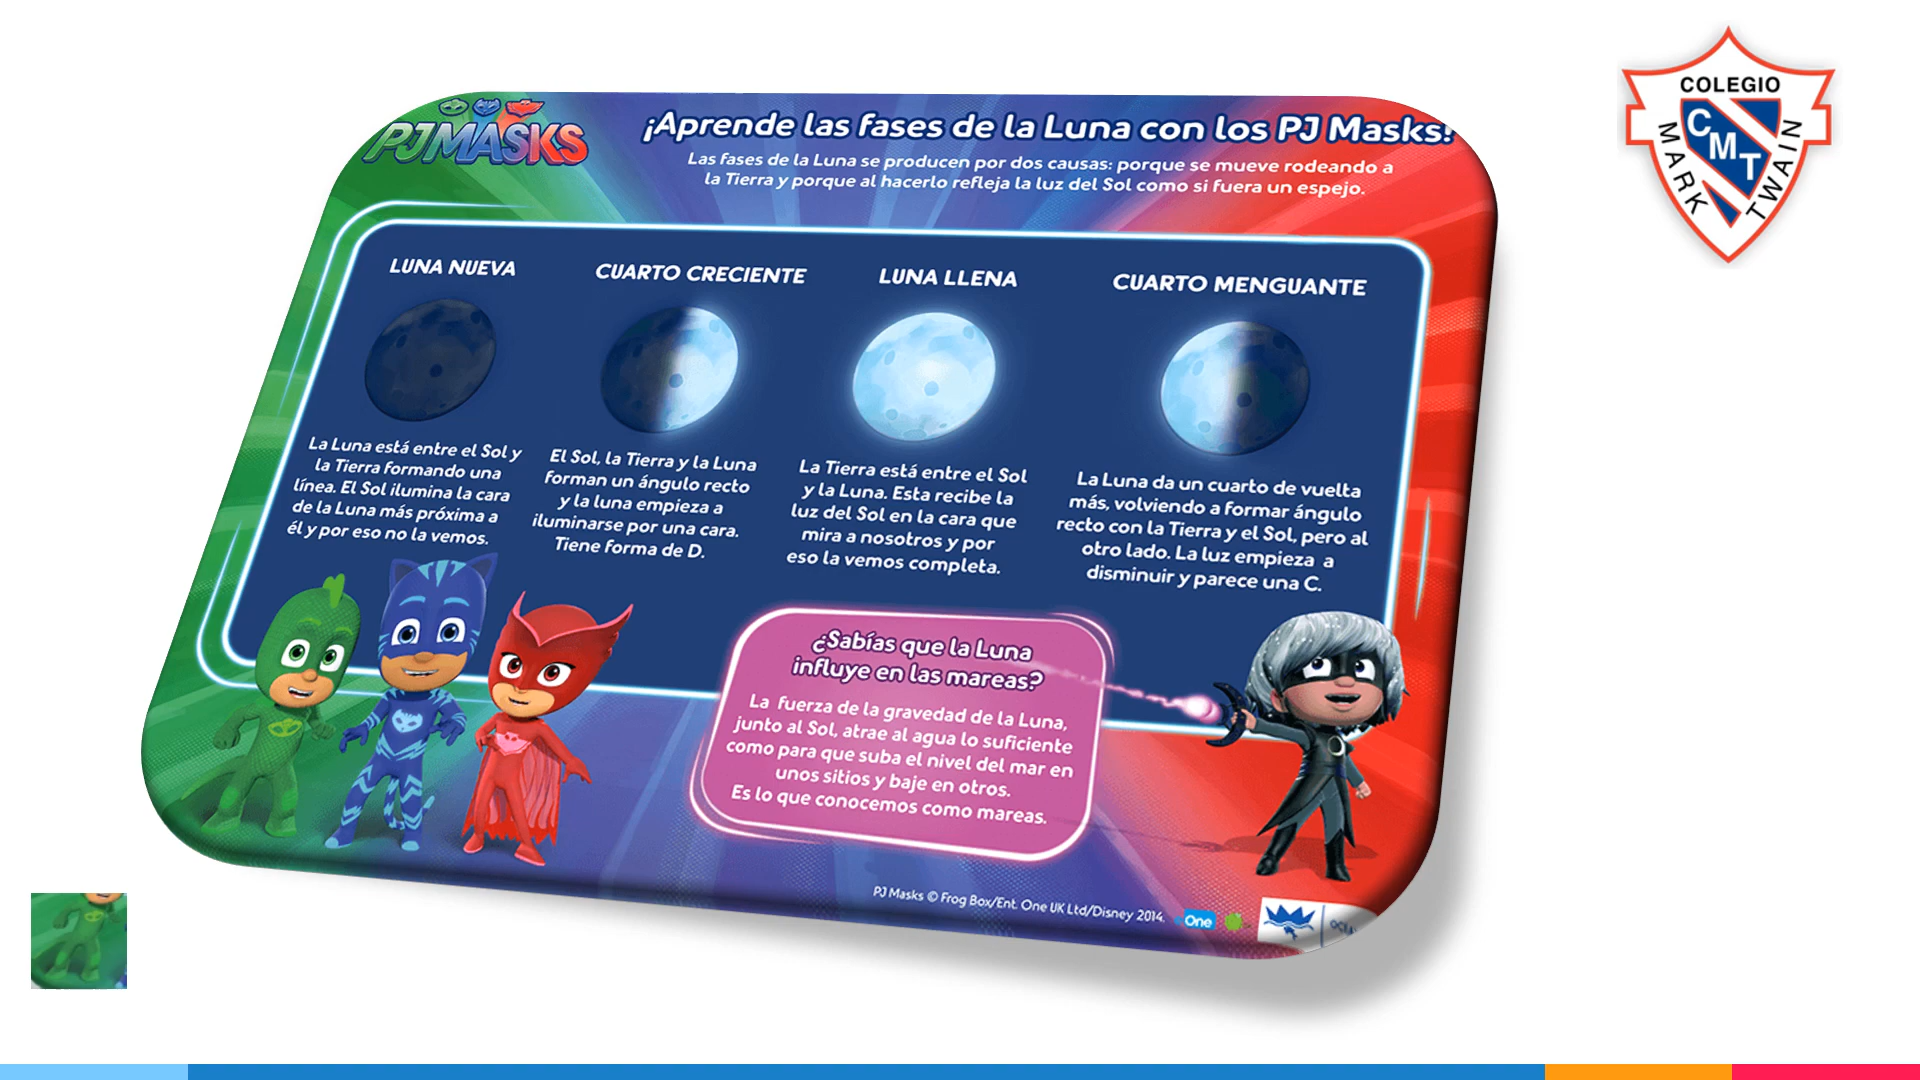 PJMASKS
¡Aprende las fases de la Luna con los PJ Masks!
Las fases de la Luna se producen por dos causas: porque se mueve rodeando a
la Tierra y porque al hacerlo refleja la luz del Sol como si fuera un espejo.
LUNA NUEVA
La Luna está entre el Sol y
la Tierra formando una
línea. El Sol ilumina la cara
de la Luna más próxima a
él y por eso no la vemos.
CUARTO CRECIENTE
El Sol, la Tierra y la Luna
forman un ángulo recto
y la luna empieza a
iluminarse por una cara.
Tiene forma de D.
LUNA LLENA
La Tierra está entre el Sol
y la Luna. Esta recibe la
luz del Sol en la cara que
mira a nosotros y por
eso la vemos completa.
CUARTO MENGUANTE
La Luna da un cuarto de vuelta
más, volviendo a formar ángulo
recto con la Tierra y el Sol, pero al
otro lado. La luz empieza a
disminuir y parece una C.
¿Sabías que la Luna
influye en las mareas?
La fuerza de la gravedad de la Luna,
junto al Sol, atrae al agua lo suficiente
como para que suba el nivel del mar en
unos sitios y baje en otros.
Es lo que conocemos como mareas.
PJ Masks © Frog Box/Ent. One UK Ltd/Disney 2014.
One
COLEGIO
MARK
TWAIN
CMT